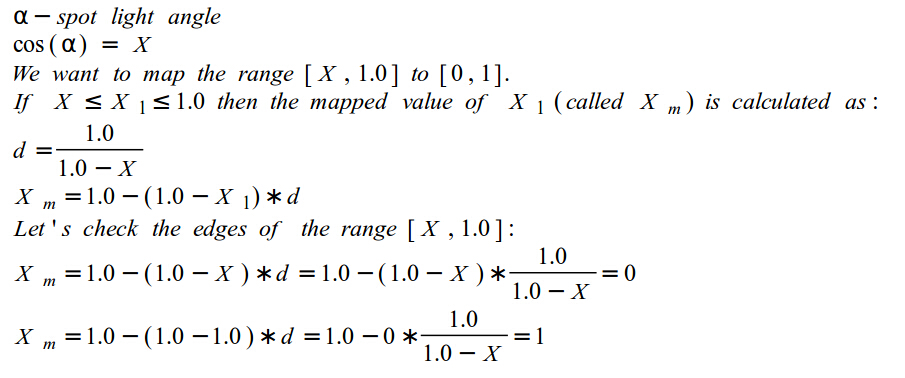 α − spot light angle
cos(α) = X
We want to map the range [X, 1.0] to [0, 1].
If X ≤ X₁ ≤ 1.0 then the mapped value of X₁ (called Xₘ) is calculated as:
d = 1.0 / (1.0 − X)
Xₘ = 1.0 − (1.0 − X₁) ∗ d
Let's check the edges of the range [X, 1.0]:
Xₘ = 1.0 − (1.0 − X) ∗ d = 1.0 − (1.0 − X) ∗ 1.0 / (1.0 − X) = 0
Xₘ = 1.0 − (1.0 − 1.0) ∗ d = 1.0 − 0 ∗ 1.0 / (1.0 − X) = 1